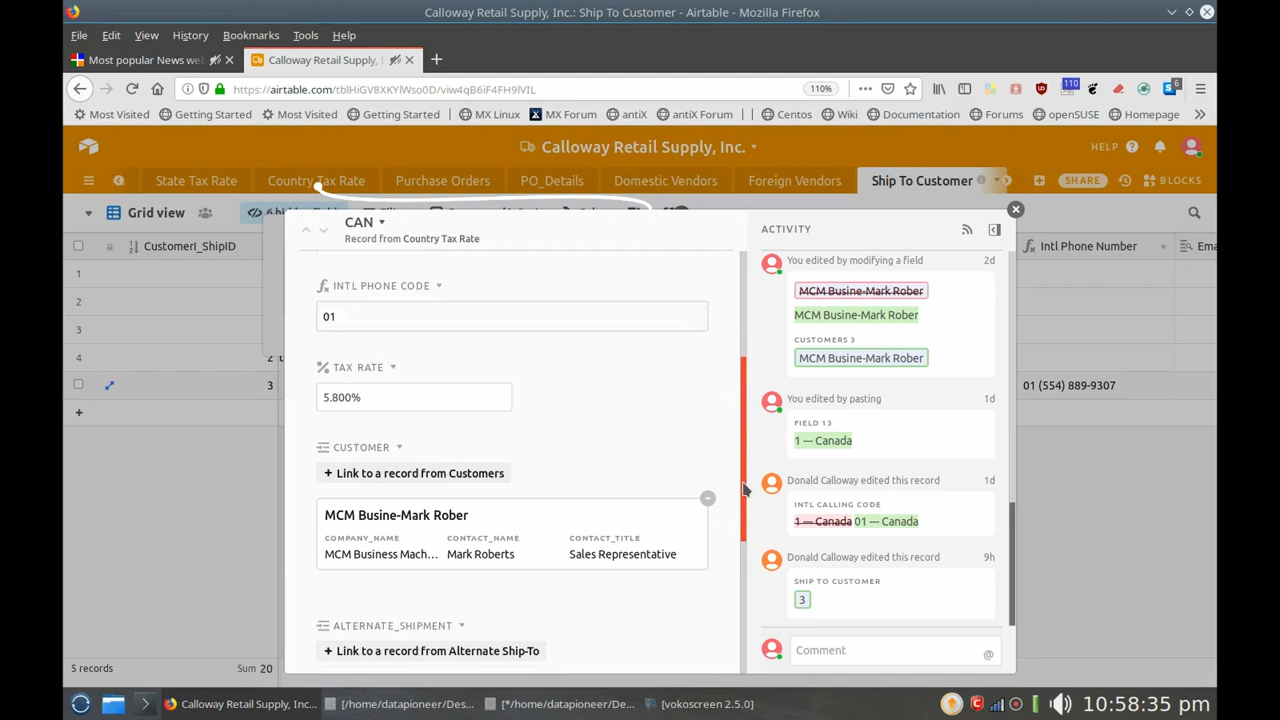 Calloway Retail Supply, Inc.: Ship To Customer - Airtable - Mozilla Firefox
File Edit View History Bookmarks Tools Help
Most popular News web
Calloway Retail Supply, I
https://airtable.com/tblHiGV8XKYlWso0D/viw4qB6iF4FH9lVIL
110%
110
6
Most Visited Getting Started Most Visited Getting Started MX Linux MX Forum antiX antiX Forum Centos Wiki Documentation Forums openSUSE Homepage
Calloway Retail Supply, Inc.
HELP
State Tax Rate Country Tax Rate Purchase Orders PO_Details Domestic Vendors Foreign Vendors Ship To Customer SHARE BLOCKS
Grid view
CustomerI_ShipID
Intl Phone Number
Ema
1
2
3
4 2
3
01 (554) 889-9307
5 records
Sum 20
CAN
Record from Country Tax Rate
INTL PHONE CODE
01
TAX RATE
5.800%
CUSTOMER
+ Link to a record from Customers
MCM Busine-Mark Rober
COMPANY_NAME CONTACT_NAME CONTACT_TITLE
MCM Business Mach... Mark Roberts Sales Representative
ALTERNATE_SHIPMENT
+ Link to a record from Alternate Ship-To
ACTIVITY
You edited by modifying a field 2d
MCM Busine-Mark Rober
MCM Busine-Mark Rober
CUSTOMERS 3
MCM Busine-Mark Rober
You edited by pasting 1d
FIELD 13
1 — Canada
Donald Calloway edited this record 1d
INTL CALLING CODE
1 — Canada 01 — Canada
Donald Calloway edited this record 9h
SHIP TO CUSTOMER
3
Comment @
Calloway Retail Supply, Inc...
[/home/datapioneer/Des...
[*/home/datapioneer/De...
[vokoscreen 2.5.0]
10:58:35 pm